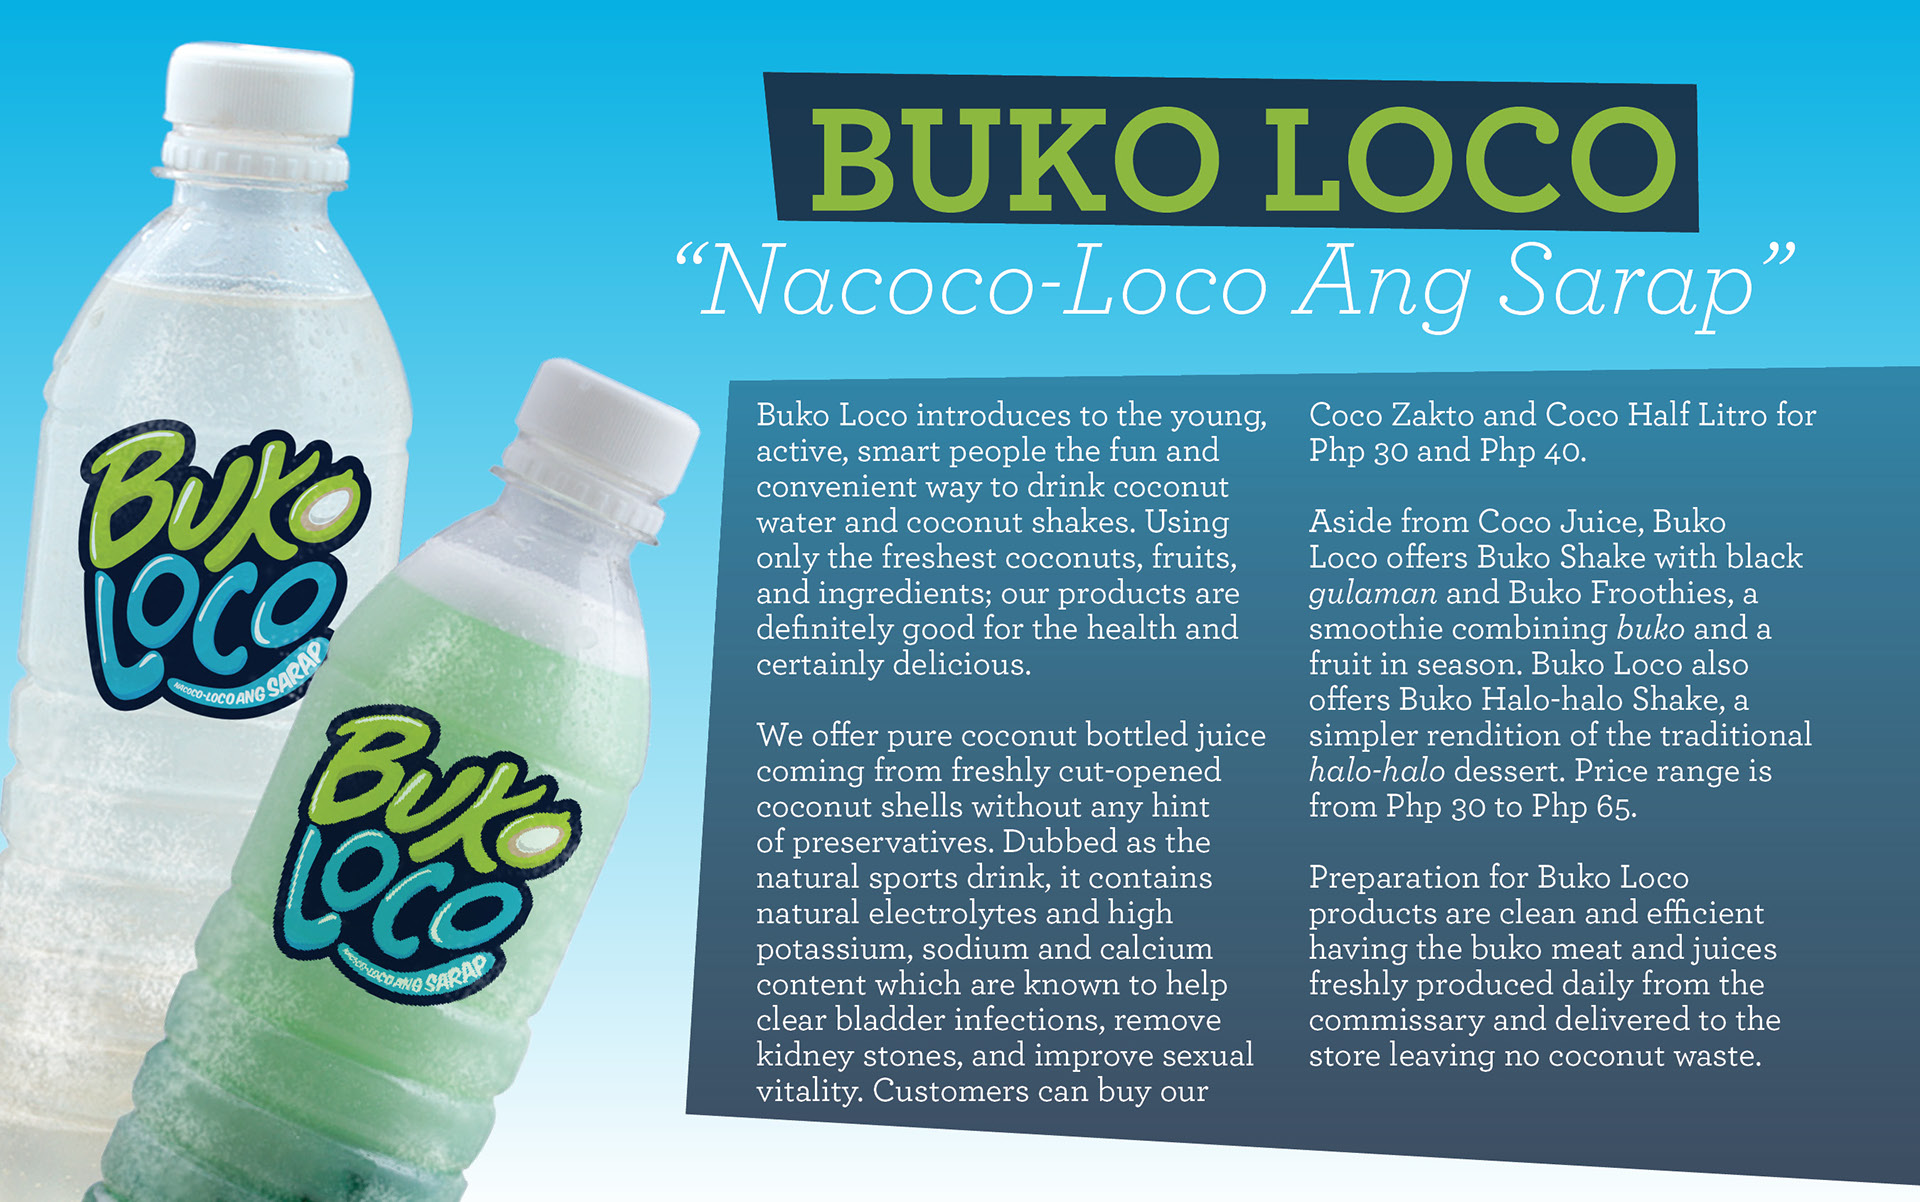 BUKO LOCO
“Nacoco-Loco Ang Sarap”
BUKO
LOCO
NACOCO-LOCO ANG SARAP
BUKO
LOCO
NACOCO-LOCO ANG SARAP
Buko Loco introduces to the young,
active, smart people the fun and
convenient way to drink coconut
water and coconut shakes. Using
only the freshest coconuts, fruits,
and ingredients; our products are
definitely good for the health and
certainly delicious.
We offer pure coconut bottled juice
coming from freshly cut-opened
coconut shells without any hint
of preservatives. Dubbed as the
natural sports drink, it contains
natural electrolytes and high
potassium, sodium and calcium
content which are known to help
clear bladder infections, remove
kidney stones, and improve sexual
vitality. Customers can buy our
Coco Zakto and Coco Half Litro for
Php 30 and Php 40.
Aside from Coco Juice, Buko
Loco offers Buko Shake with black
gulaman and Buko Froothies, a
smoothie combining buko and a
fruit in season. Buko Loco also
offers Buko Halo-halo Shake, a
simpler rendition of the traditional
halo-halo dessert. Price range is
from Php 30 to Php 65.
Preparation for Buko Loco
products are clean and efficient
having the buko meat and juices
freshly produced daily from the
commissary and delivered to the
store leaving no coconut waste.